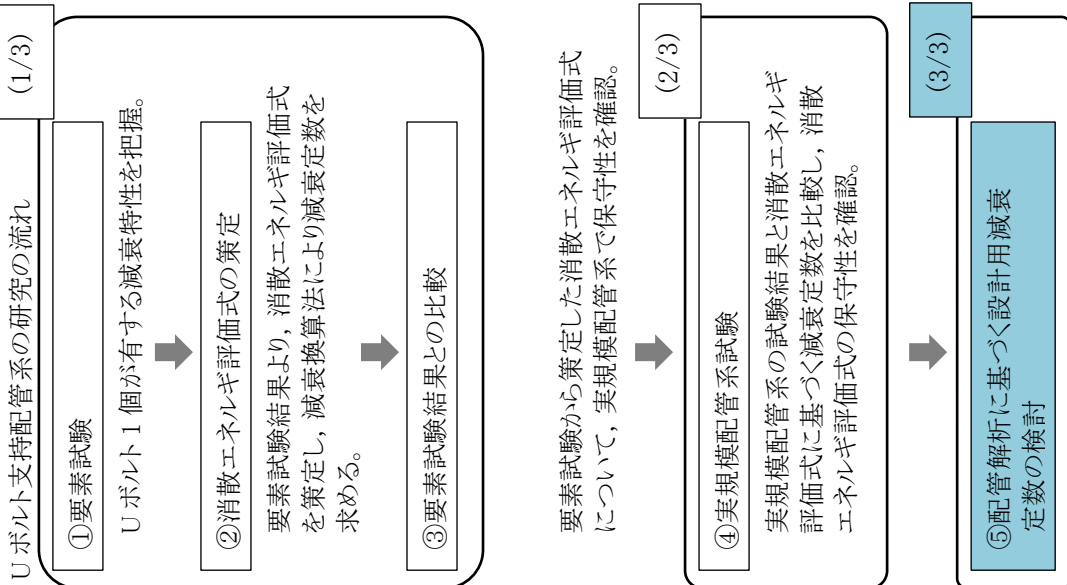 Uボルト支持配管系の研究の流れ
(1/3)
①要素試験
Uボルト1個が有する減衰特性を把握。
②消散エネルギ評価式の策定
要素試験結果より，消散エネルギ評価式
を策定し，減衰換算法により減衰定数を
求める。
③要素試験結果との比較
要素試験から策定した消散エネルギ評価式
について，実規模配管系で保守性を確認。
(2/3)
④実規模配管系試験
実規模配管系の試験結果と消散エネルギ
評価式に基づく減衰定数を比較し，消散
エネルギ評価式の保守性を確認。
(3/3)
⑤配管解析に基づく設計用減衰
定数の検討